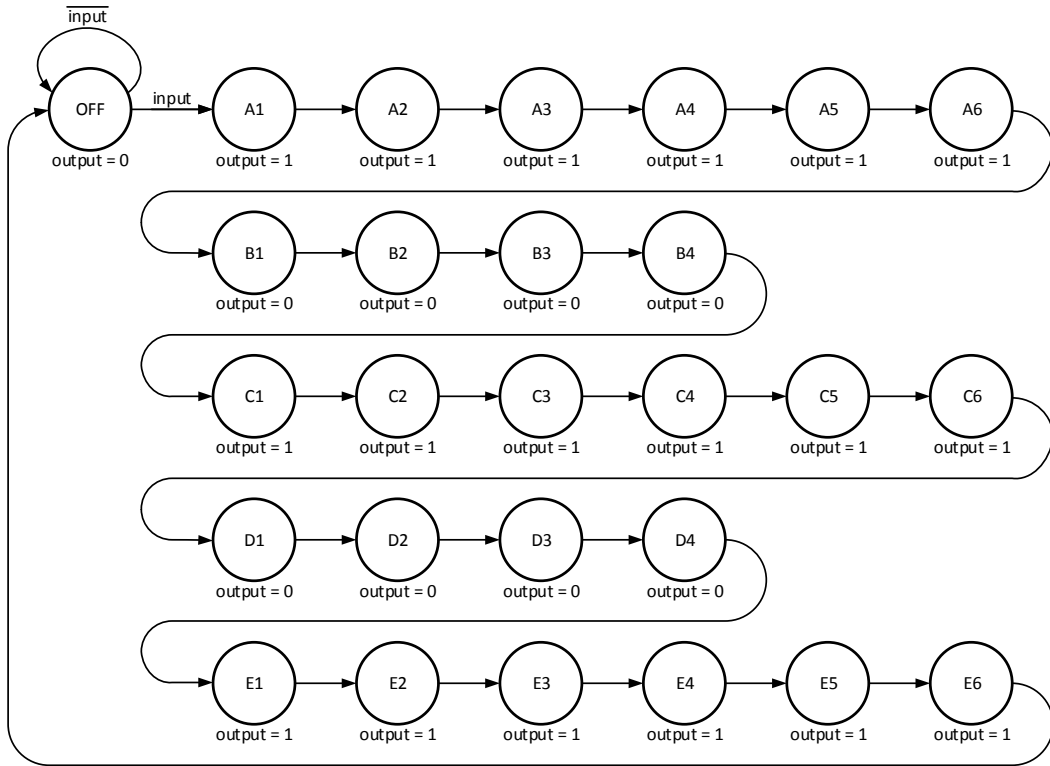 input
OFF input A1 A2 A3 A4 A5 A6
output = 0 output = 1 output = 1 output = 1 output = 1 output = 1 output = 1
B1 B2 B3 B4
output = 0 output = 0 output = 0 output = 0
C1 C2 C3 C4 C5 C6
output = 1 output = 1 output = 1 output = 1 output = 1 output = 1
D1 D2 D3 D4
output = 0 output = 0 output = 0 output = 0
E1 E2 E3 E4 E5 E6
output = 1 output = 1 output = 1 output = 1 output = 1 output = 1